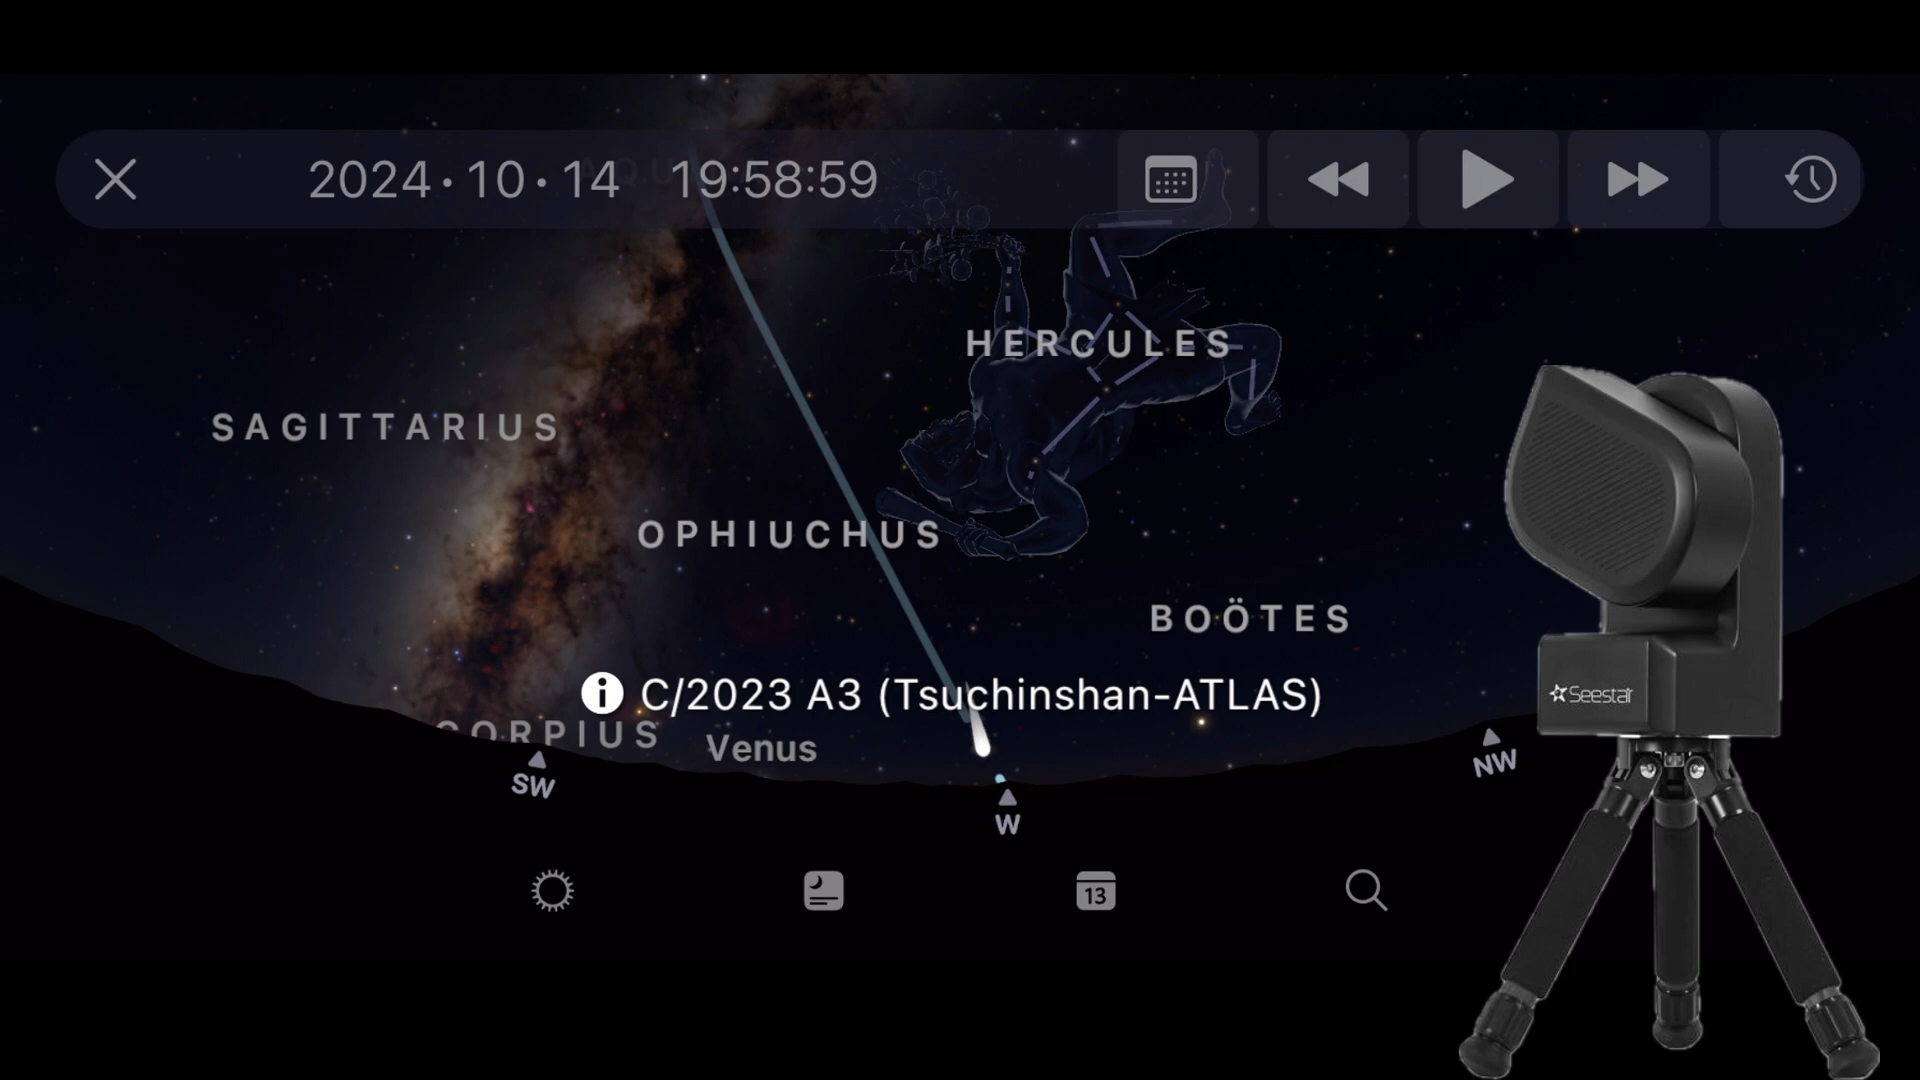 2024·10·14 19:58:59
HERCULES
SAGITTARIUS
OPHIUCHUS
BOÖTES
C/2023 A3 (Tsuchinshan-ATLAS)
Seestar
CORPIUS
Venus
NW
SW
W
13